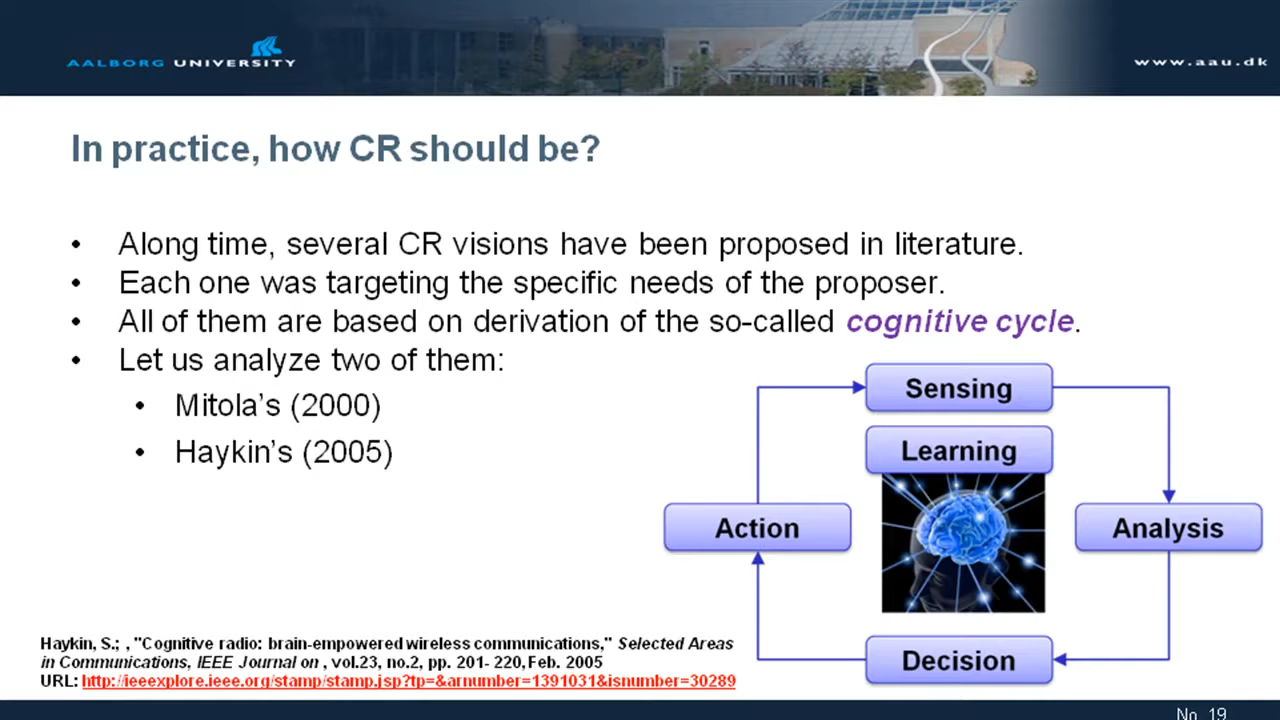 AALBORG UNIVERSITY
www.aau.dk
In practice, how CR should be?
• Along time, several CR visions have been proposed in literature.
• Each one was targeting the specific needs of the proposer.
• All of them are based on derivation of the so-called cognitive cycle.
• Let us analyze two of them:
• Mitola's (2000)
• Haykin's (2005)
Sensing
Learning
Action
Analysis
Decision
Haykin, S.; , "Cognitive radio: brain-empowered wireless communications," Selected Areas
in Communications, IEEE Journal on , vol.23, no.2, pp. 201- 220, Feb. 2005
URL: http://ieeexplore.ieee.org/stamp/stamp.jsp?tp=&arnumber=1391031&isnumber=30289
No. 19